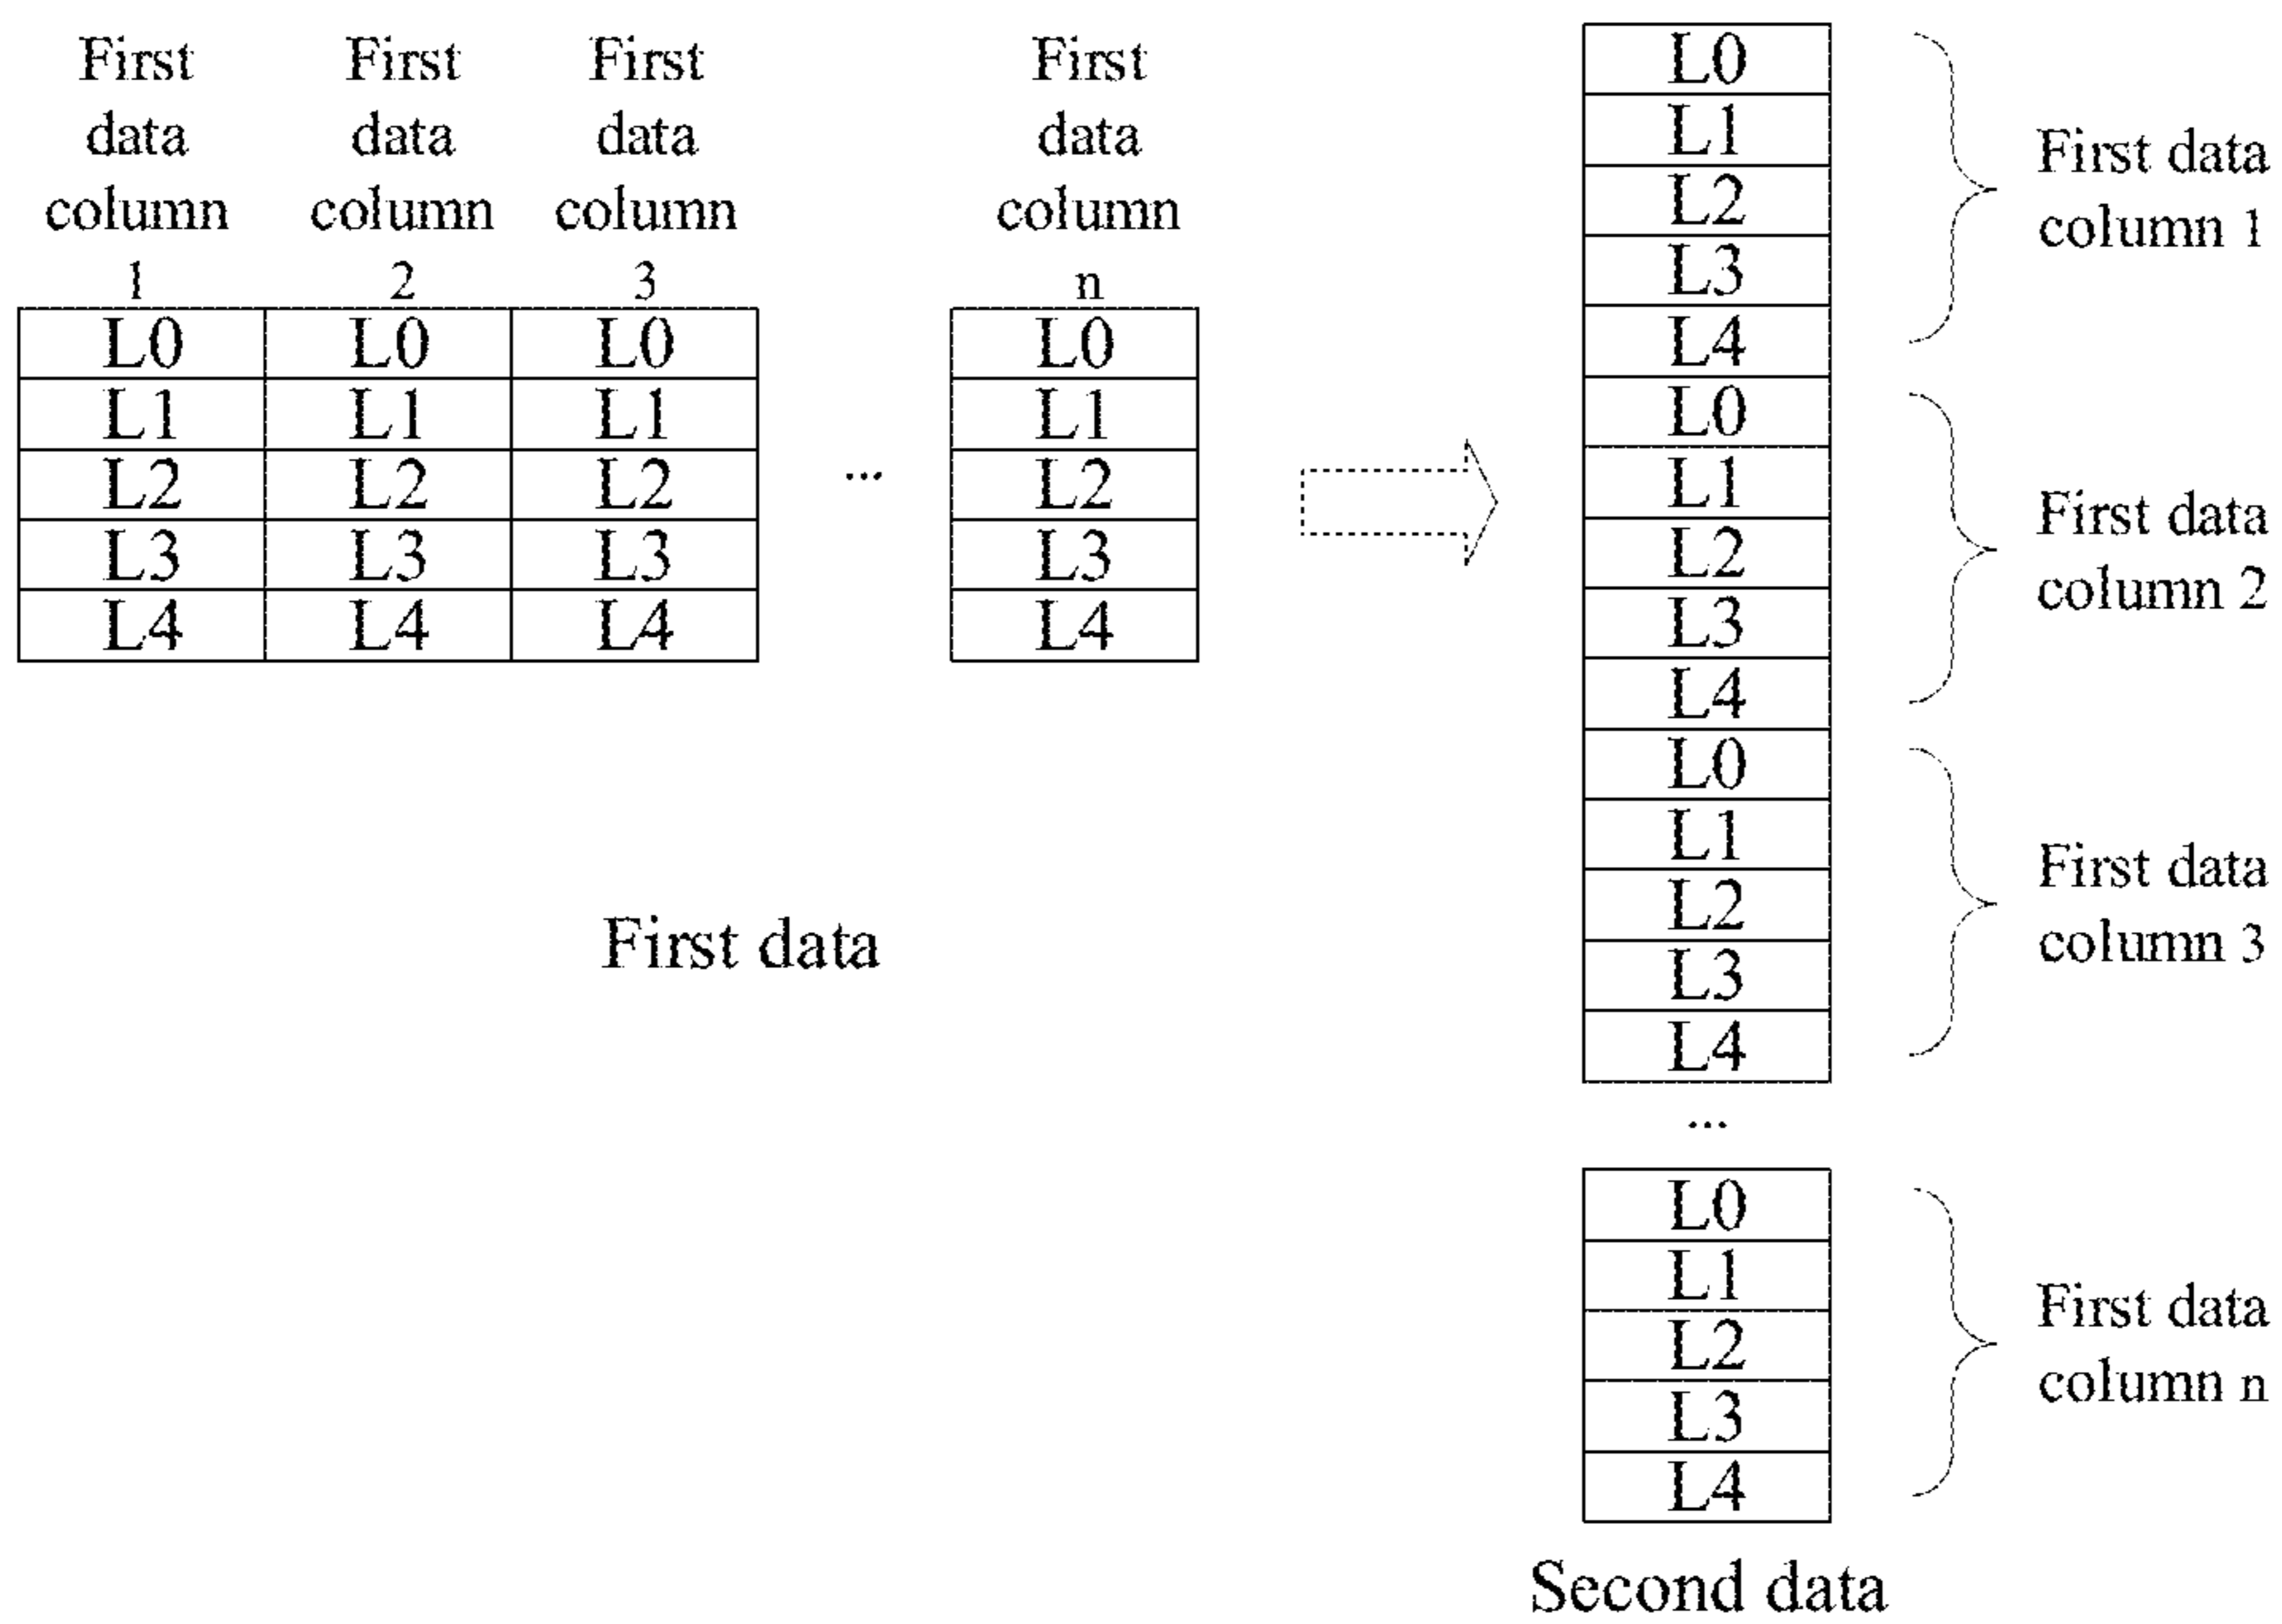 First First First First
data data data data
column column column column
1 2 3 n
L0 L0 L0 L0
L1 L1 L1 L1
L2 L2 L2 ... L2
L3 L3 L3 L3
L4 L4 L4 L4
First data
L0
L1
L2
L3
L4
First data
column 1
L0
L1
L2
L3
L4
First data
column 2
L0
L1
L2
L3
L4
First data
column 3
...
L0
L1
L2
L3
L4
First data
column n
Second data